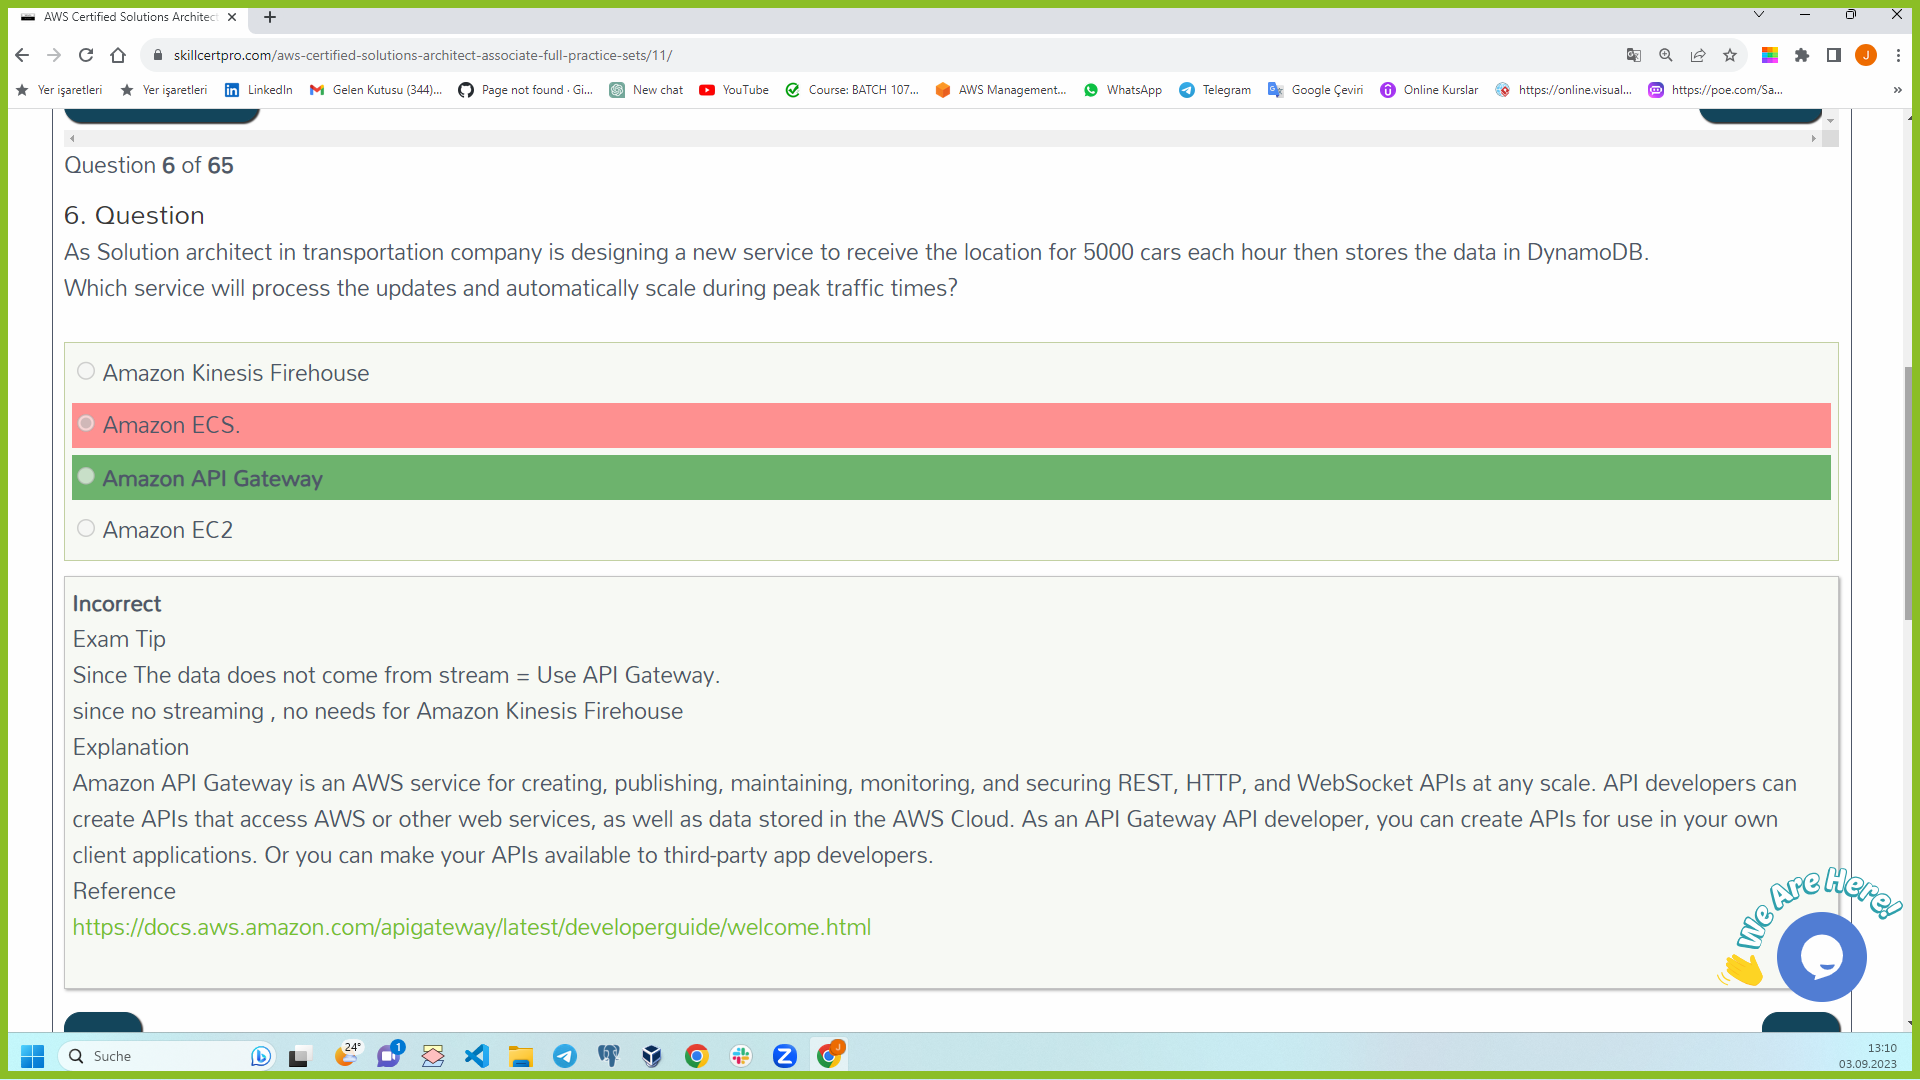 AWS Certified Solutions Architect
skillcertpro.com/aws-certified-solutions-architect-associate-full-practice-sets/11/
J
Yer işaretleri
Yer işaretleri
LinkedIn
Gelen Kutusu (344)...
Page not found · Gi...
New chat
YouTube
Course: BATCH 107...
AWS Management...
WhatsApp
Telegram
Google Çeviri
Online Kurslar
https://online.visual...
https://poe.com/Sa...
»
Question 6 of 65
6. Question
As Solution architect in transportation company is designing a new service to receive the location for 5000 cars each hour then stores the data in DynamoDB.
Which service will process the updates and automatically scale during peak traffic times?
Amazon Kinesis Firehouse
Amazon ECS.
Amazon API Gateway
Amazon EC2
Incorrect
Exam Tip
Since The data does not come from stream = Use API Gateway.
since no streaming , no needs for Amazon Kinesis Firehouse
Explanation
Amazon API Gateway is an AWS service for creating, publishing, maintaining, monitoring, and securing REST, HTTP, and WebSocket APIs at any scale. API developers can
create APIs that access AWS or other web services, as well as data stored in the AWS Cloud. As an API Gateway API developer, you can create APIs for use in your own
client applications. Or you can make your APIs available to third-party app developers.
Reference
https://docs.aws.amazon.com/apigateway/latest/developerguide/welcome.html
We Are Here!
Suche
24°
1
J
13:10
03.09.2023